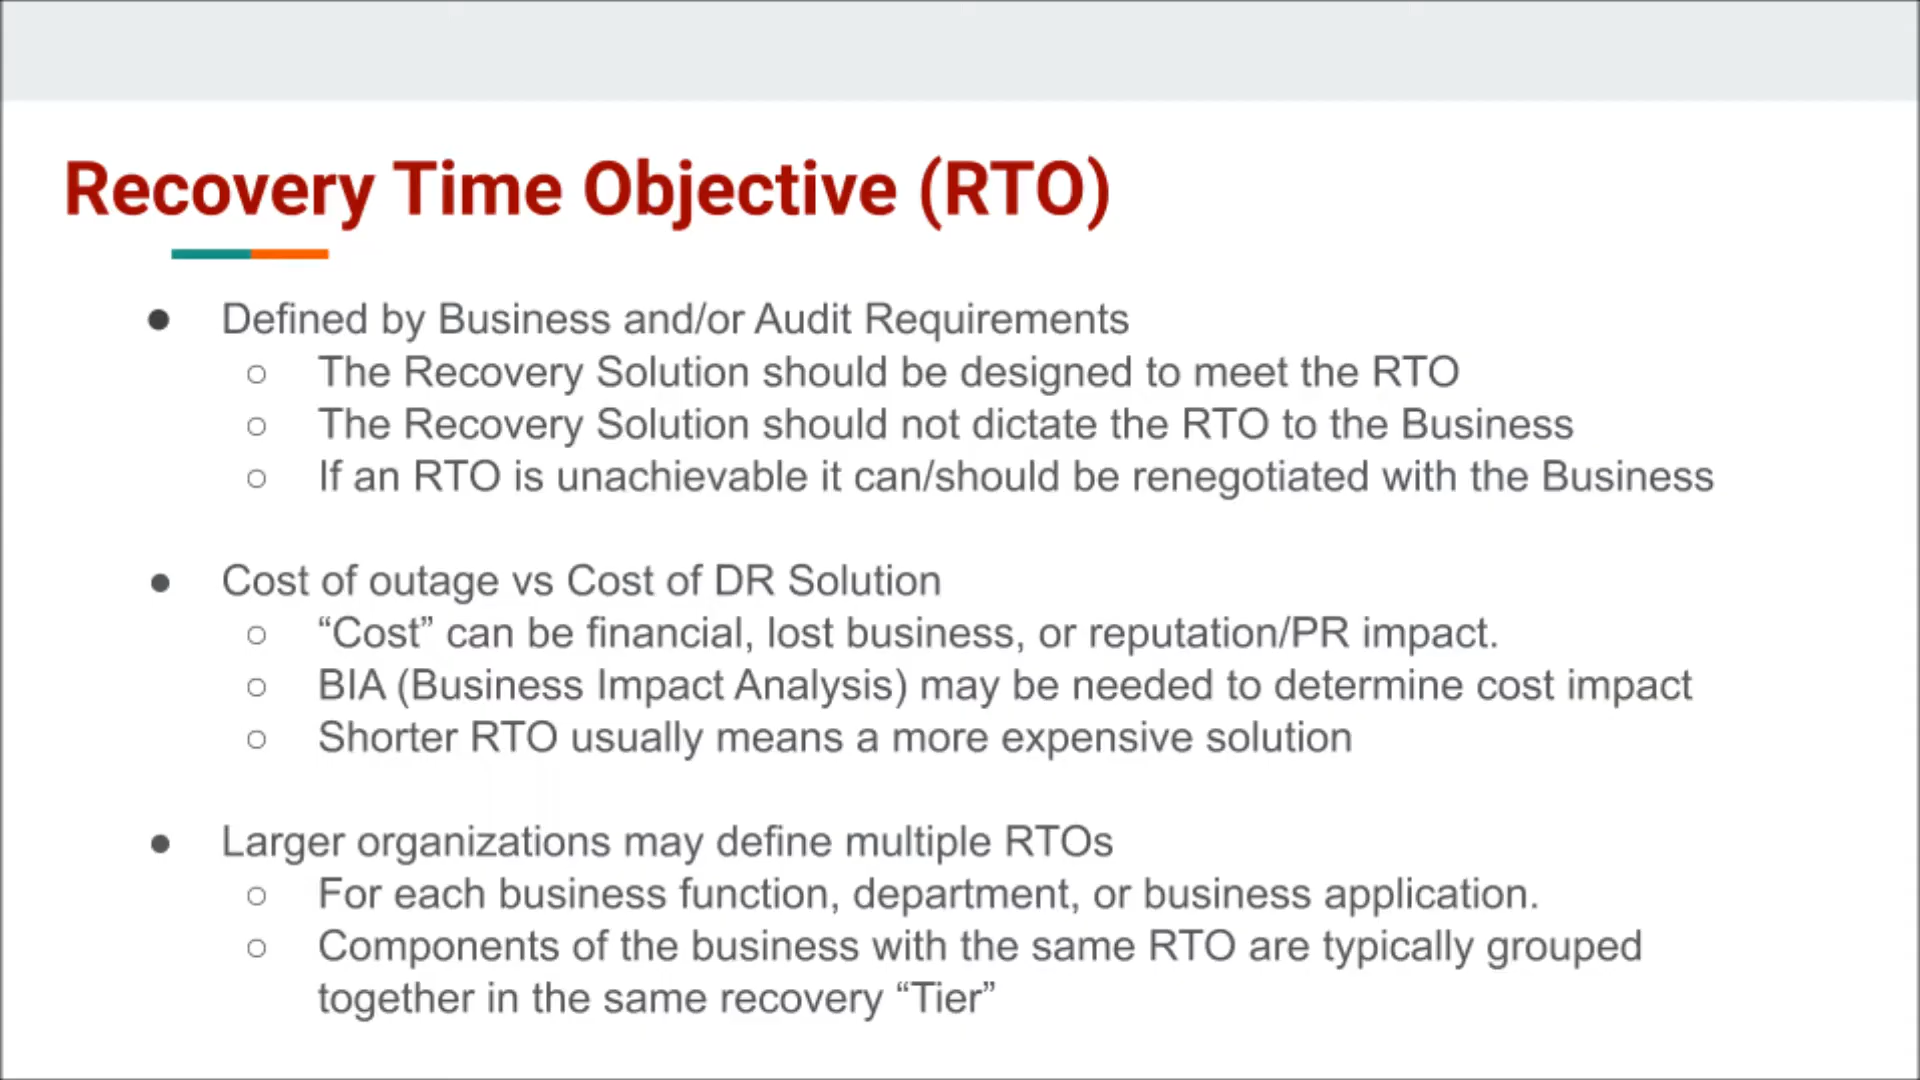 Recovery Time Objective (RTO)
● Defined by Business and/or Audit Requirements
○ The Recovery Solution should be designed to meet the RTO
○ The Recovery Solution should not dictate the RTO to the Business
○ If an RTO is unachievable it can/should be renegotiated with the Business
● Cost of outage vs Cost of DR Solution
○ “Cost” can be financial, lost business, or reputation/PR impact.
○ BIA (Business Impact Analysis) may be needed to determine cost impact
○ Shorter RTO usually means a more expensive solution
● Larger organizations may define multiple RTOs
○ For each business function, department, or business application.
○ Components of the business with the same RTO are typically grouped
together in the same recovery “Tier”